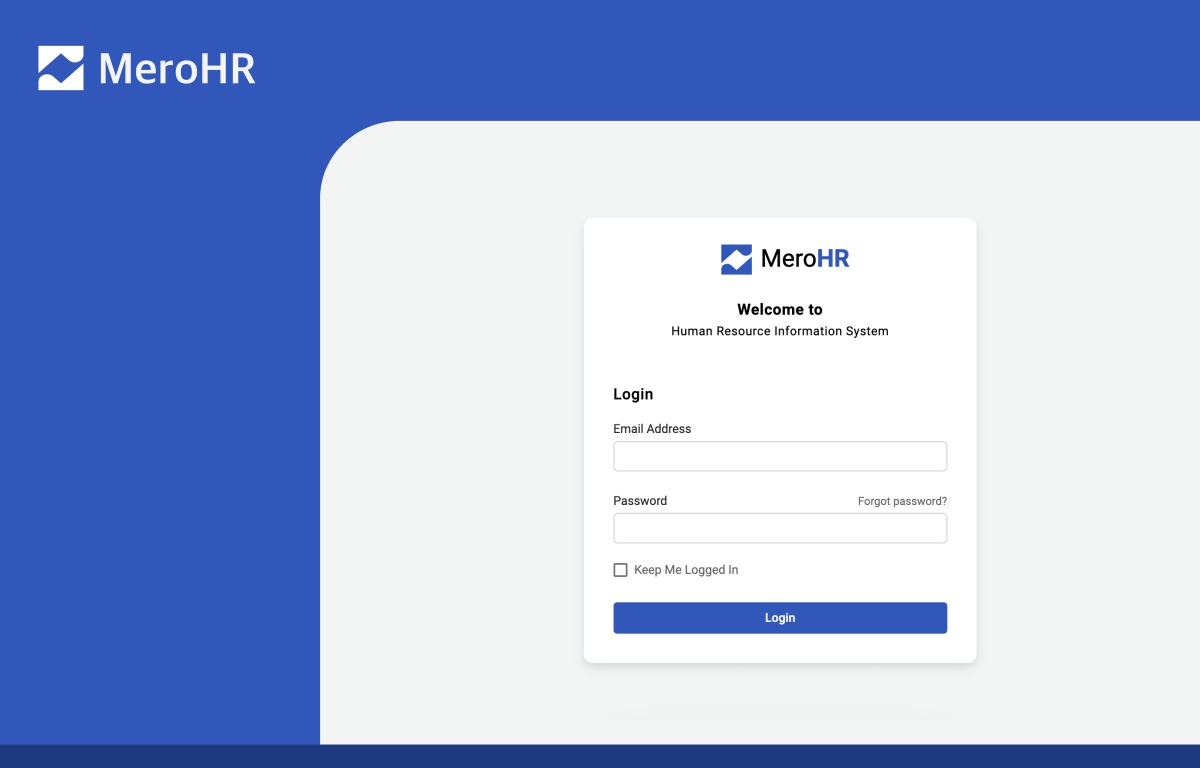 MeroHR
MeroHR
Welcome to
Human Resource Information System
Login
Email Address
Password Forgot password?
Keep Me Logged In
Login